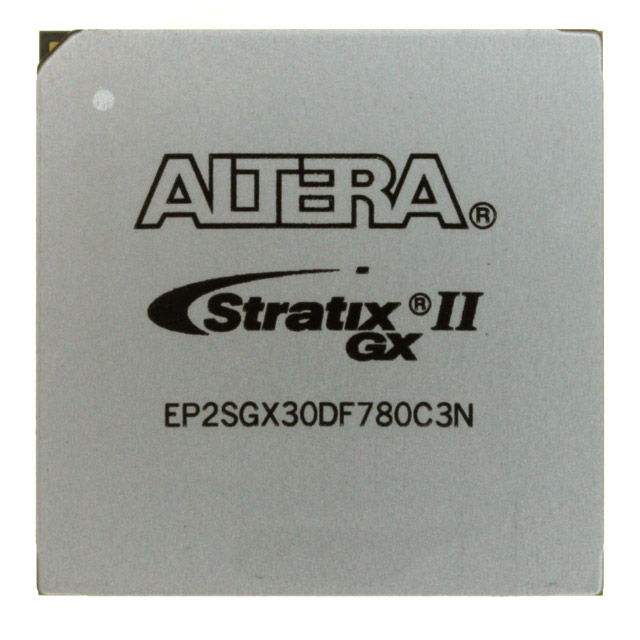 ALTERA®
Stratix® II
GX
EP2SGX30DF780C3N